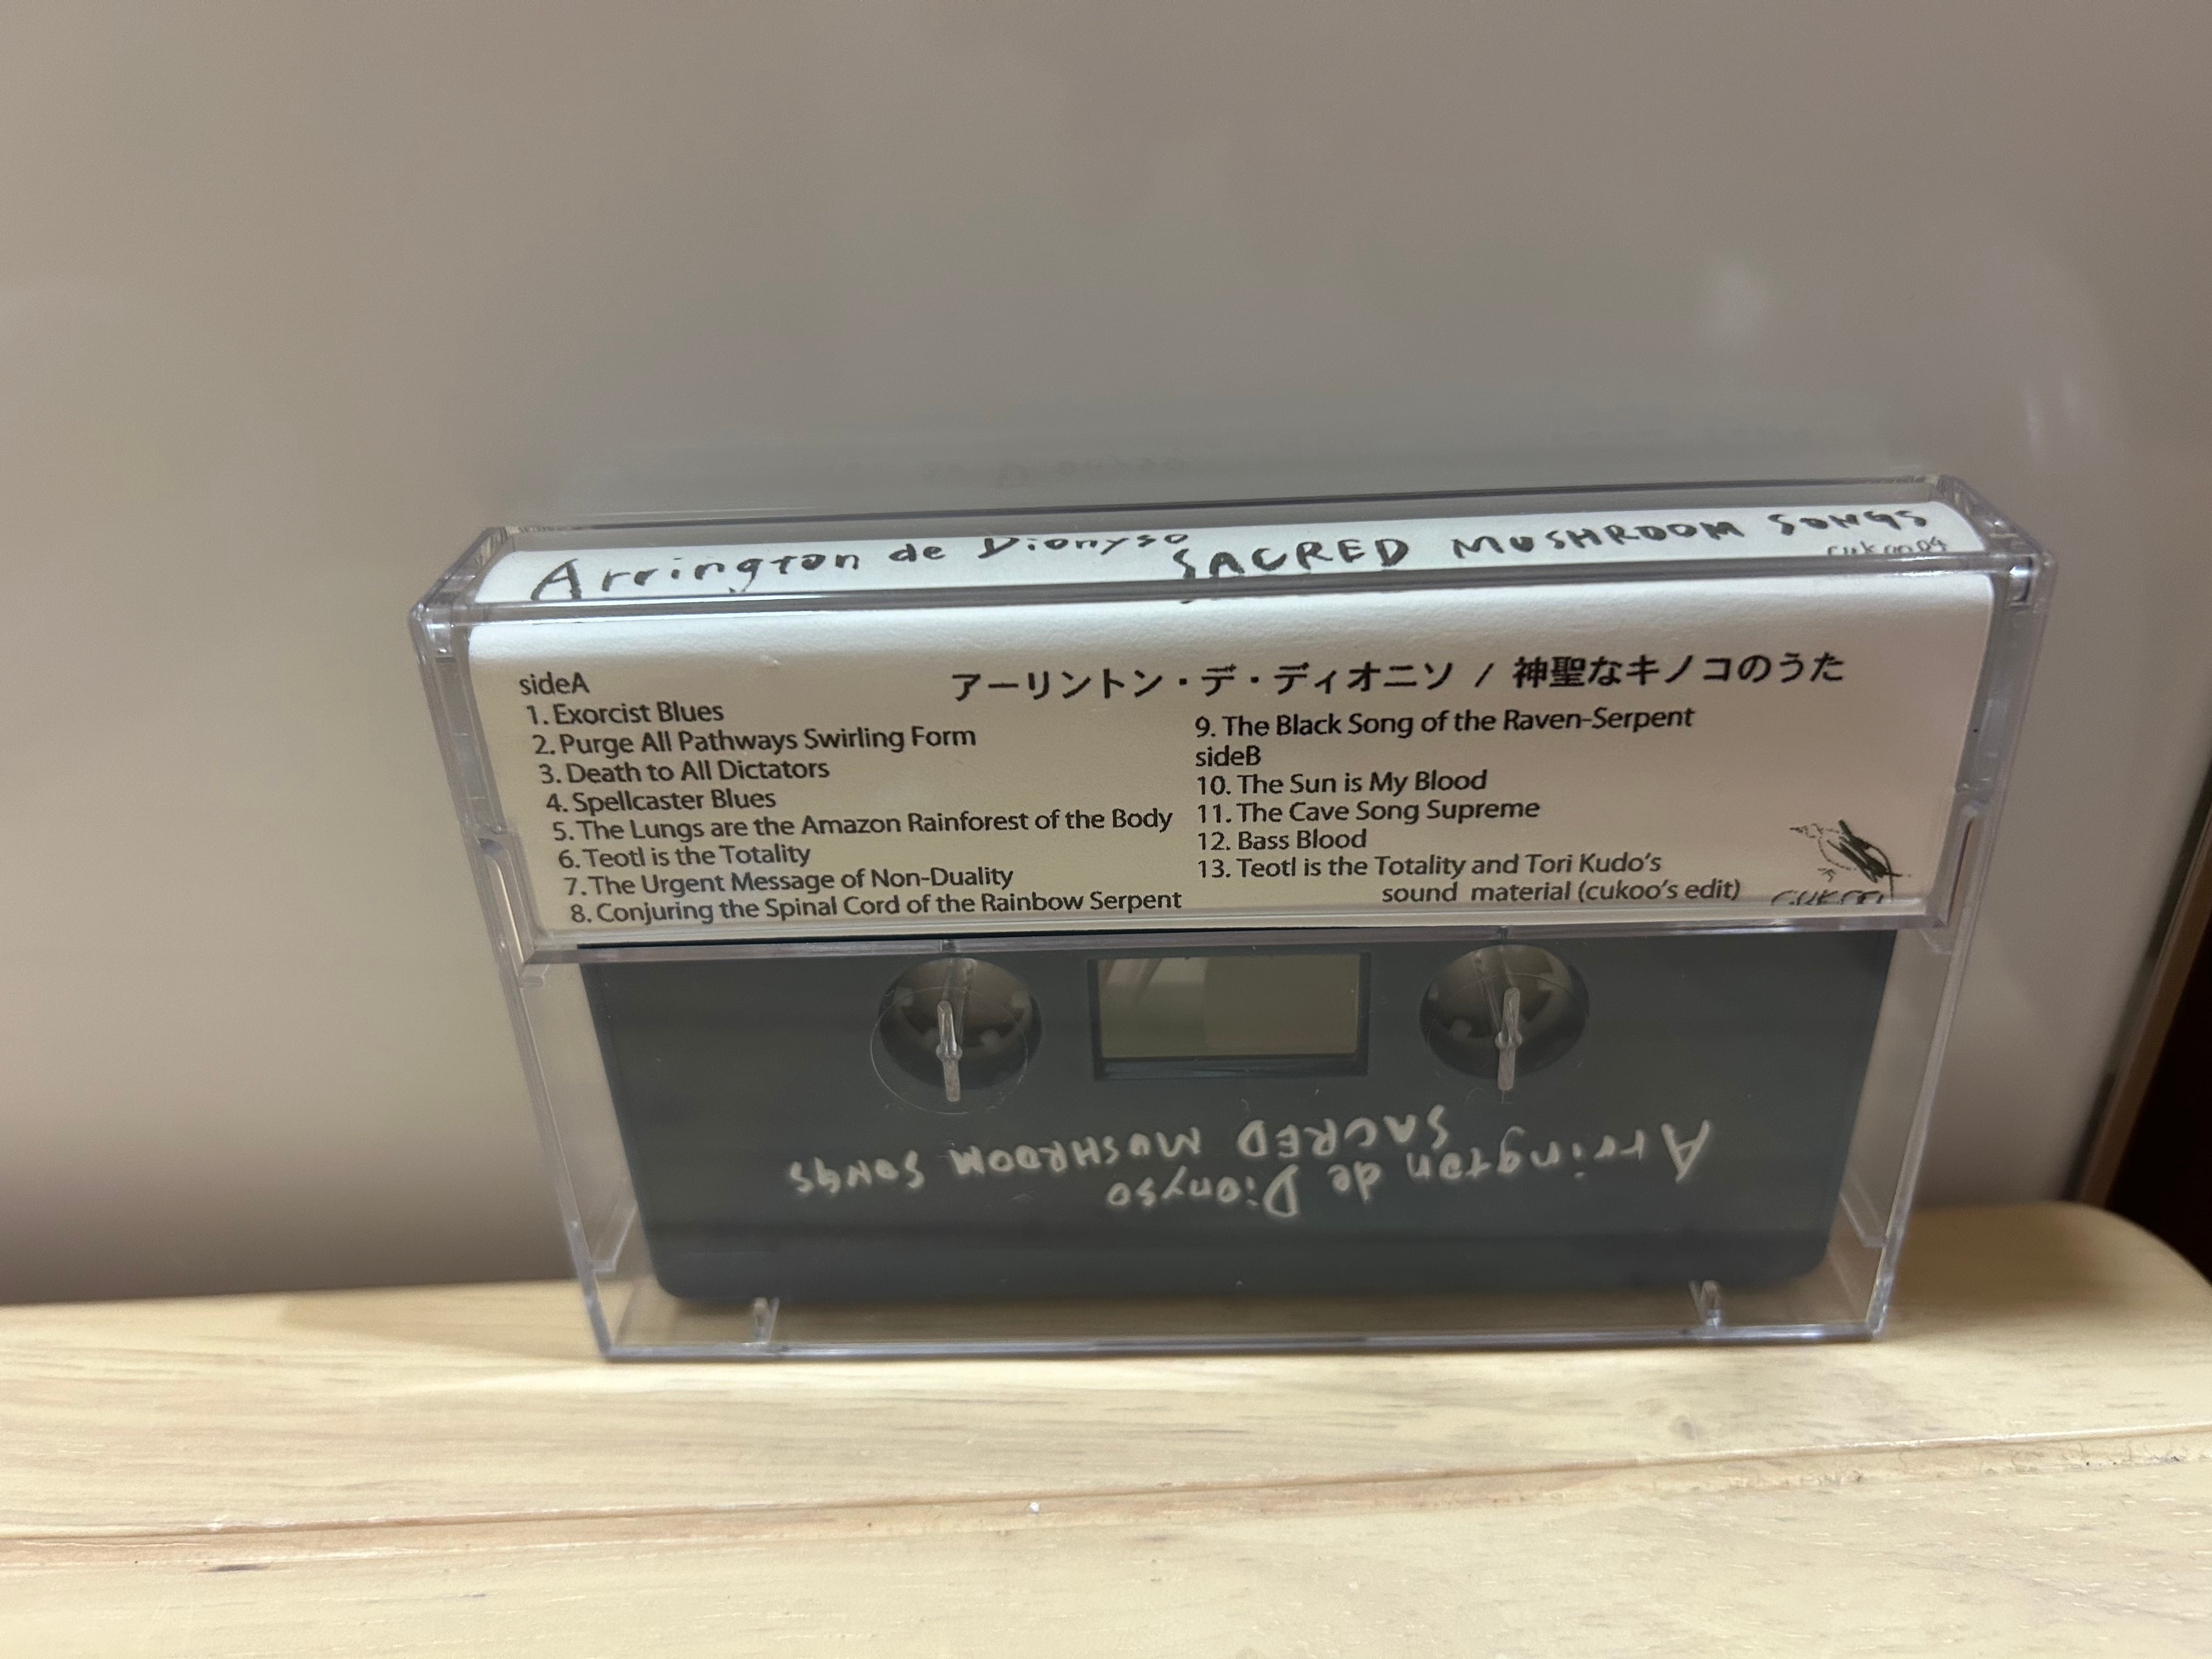 Arrington de Dionyso
SACRED MUSHROOM SONGS
アーリントン・デ・ディオニソ / 神聖なキノコのうた
sideA
1. Exorcist Blues
2. Purge All Pathways Swirling Form
3. Death to All Dictators
4. Spellcaster Blues
5. The Lungs are the Amazon Rainforest of the Body
6. Teotl is the Totality
7. The Urgent Message of Non-Duality
8. Conjuring the Spinal Cord of the Rainbow Serpent
9. The Black Song of the Raven-Serpent
sideB
10. The Sun is My Blood
11. The Cave Song Supreme
12. Bass Blood
13. Teotl is the Totality and Tori Kudo's
sound material (cukoo's edit)
Arrington de Dionyso
SACRED MUSHROOM SONGS